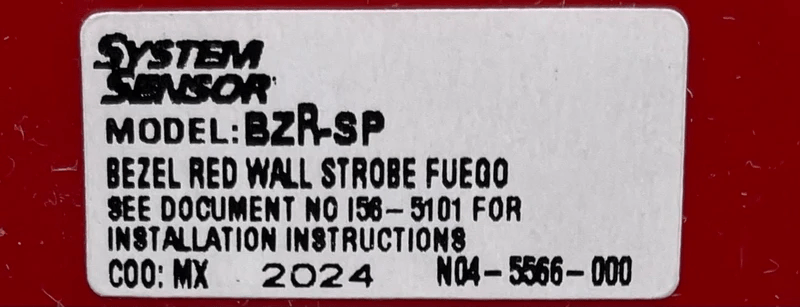 SYSTEM
SENSOR
MODEL: BZR-SP
BEZEL RED WALL STROBE FUEGO
SEE DOCUMENT NO I56-5101 FOR
INSTALLATION INSTRUCTIONS
COO: MX 2024 N04-5566-000